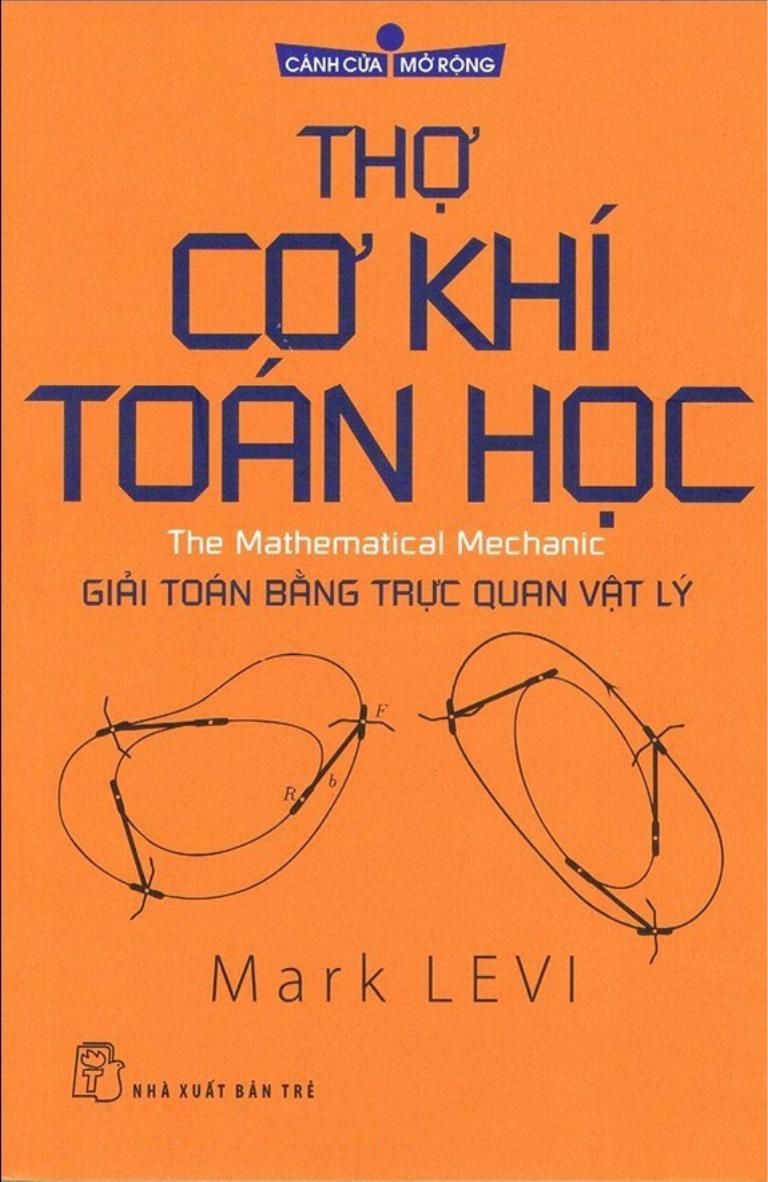 CÁNH CỬA MỞ RỘNG
THỢ
CƠ KHÍ
TOÁN HỌC
The Mathematical Mechanic
GIẢI TOÁN BẰNG TRỰC QUAN VẬT LÝ
F
b
R
Mark LEVI
T
NHÀ XUẤT BẢN TRẺ